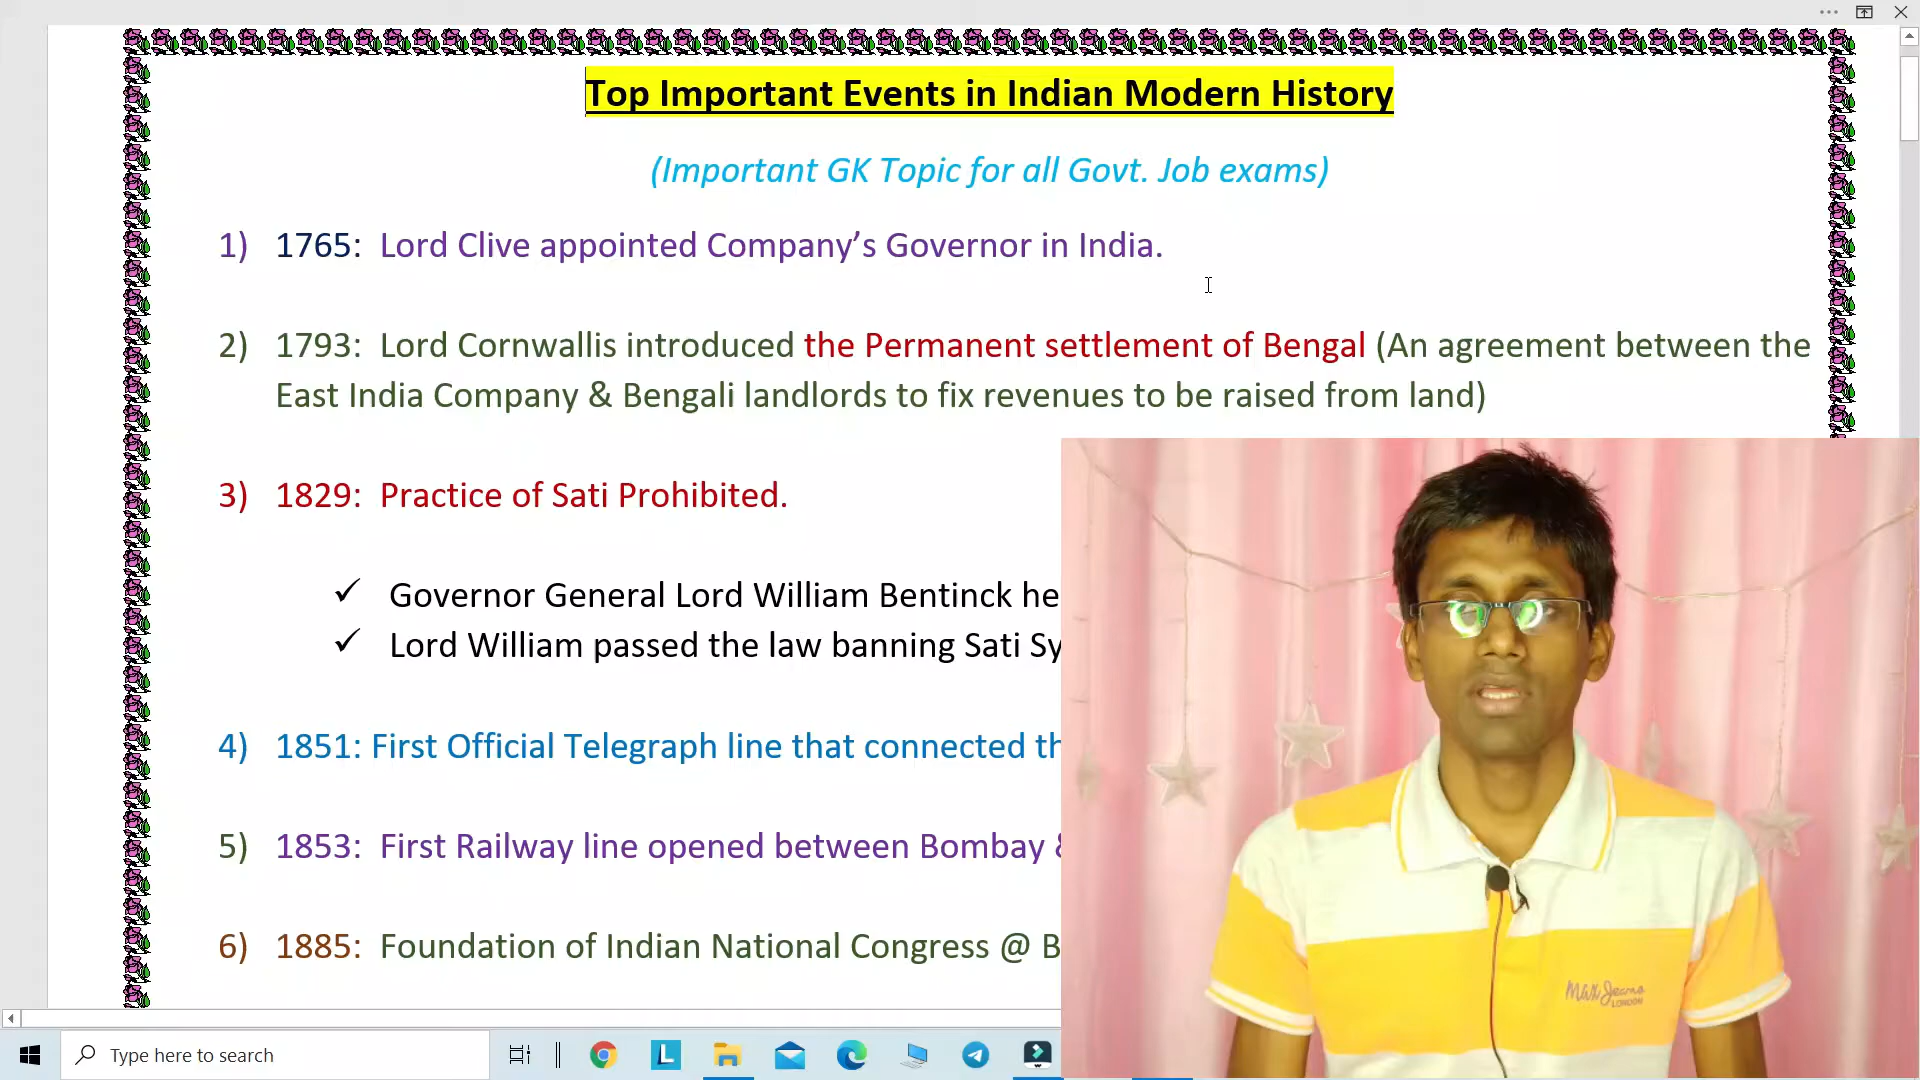 Top Important Events in Indian Modern History
(Important GK Topic for all Govt. Job exams)
1) 1765: Lord Clive appointed Company’s Governor in India.
2) 1793: Lord Cornwallis introduced the Permanent settlement of Bengal (An agreement between the
East India Company & Bengali landlords to fix revenues to be raised from land)
3) 1829: Practice of Sati Prohibited.
✓ Governor General Lord William Bentinck he
✓ Lord William passed the law banning Sati Sy
4) 1851: First Official Telegraph line that connected th
5) 1853: First Railway line opened between Bombay &
6) 1885: Foundation of Indian National Congress @ B
Max Jeans
LONDON
Type here to search
L